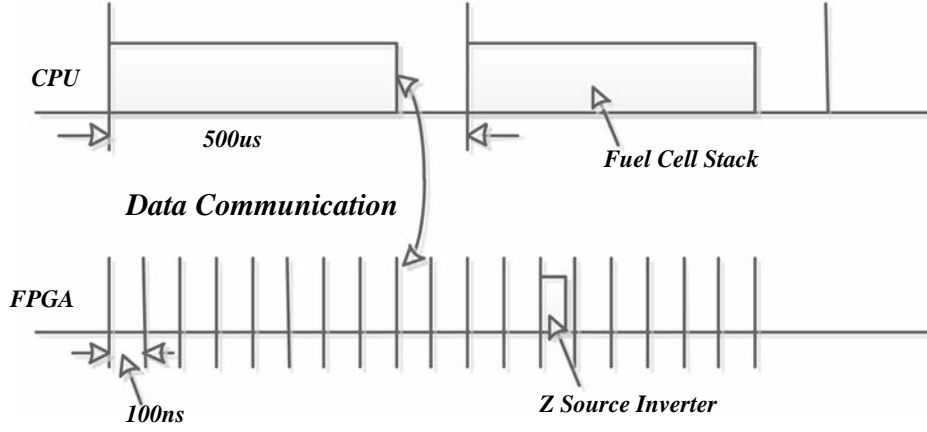 CPU
500us
Fuel Cell Stack
Data Communication
FPGA
Z Source Inverter
100ns